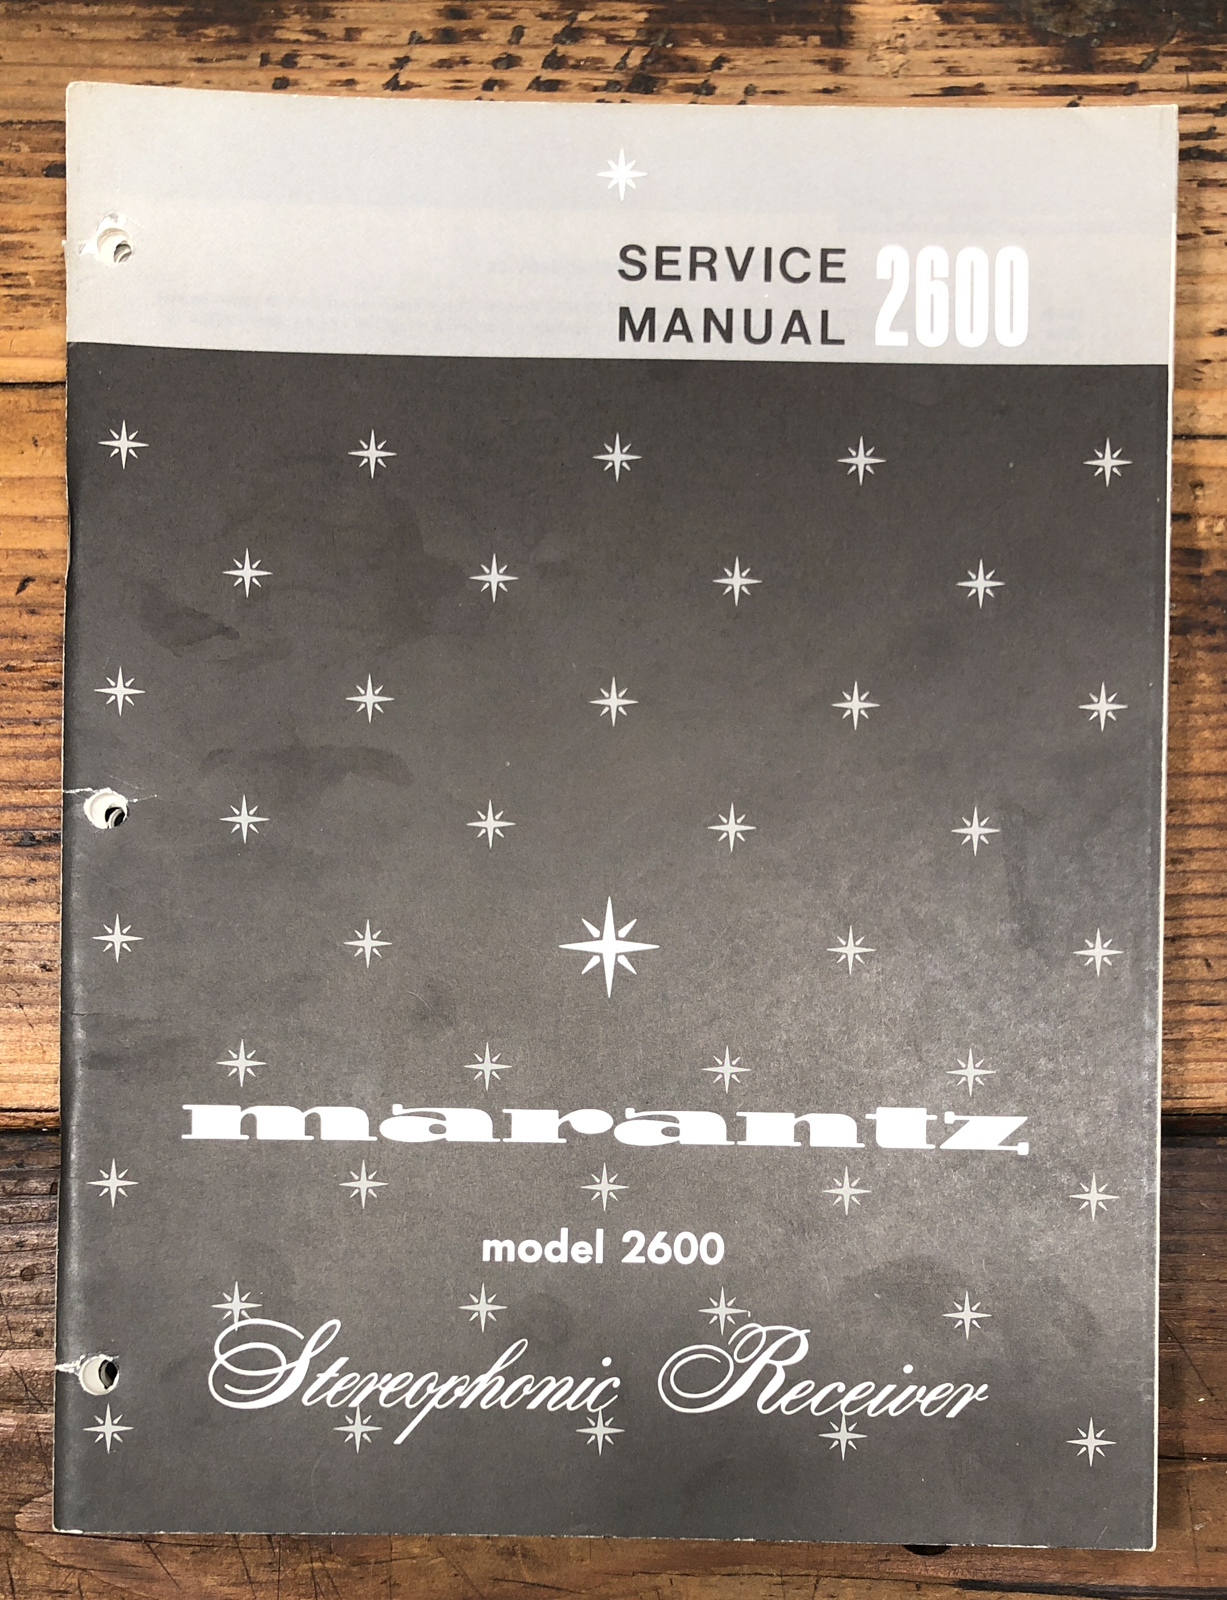 SERVICE
MANUAL 2600
marantz
model 2600
Stereophonic Receiver